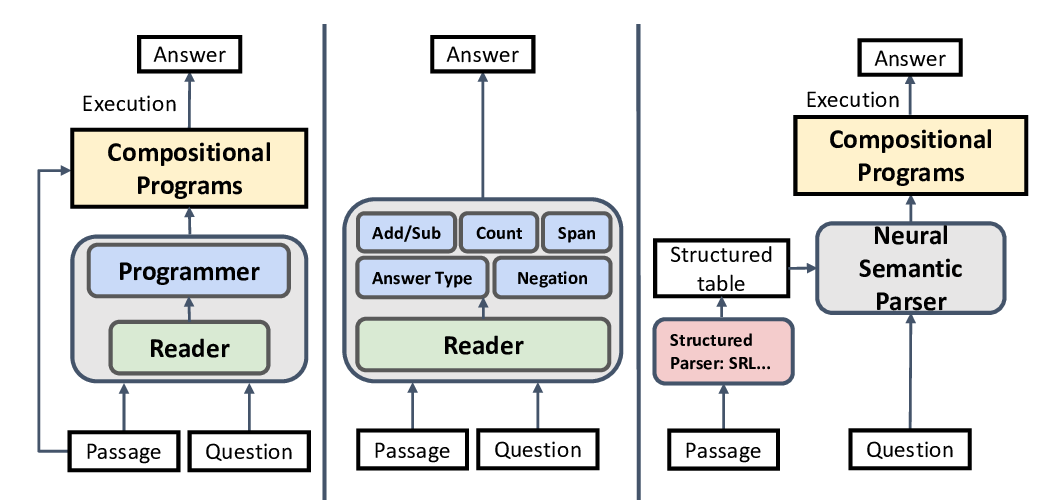 Answer
Execution
Compositional
Programs
Programmer
Reader
Passage
Question
Answer
Add/Sub
Count
Span
Answer Type
Negation
Reader
Passage
Question
Answer
Execution
Compositional
Programs
Neural
Semantic
Parser
Structured
table
Structured
Parser: SRL...
Passage
Question